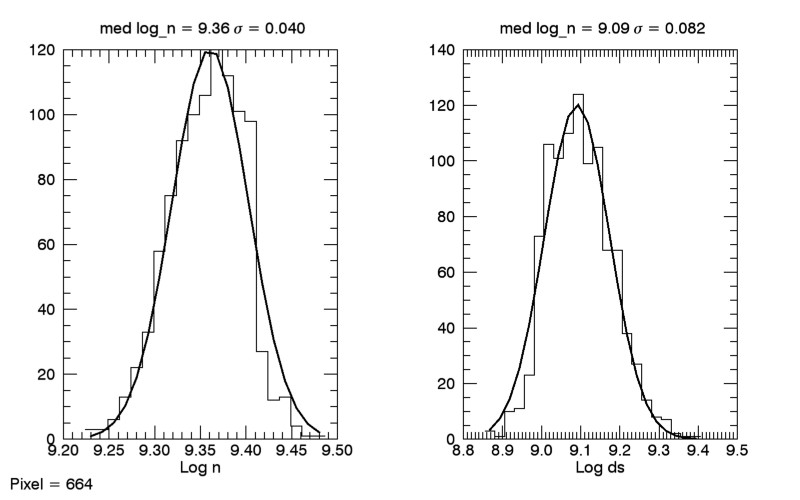 med log_n = 9.36 σ = 0.040
120
100
80
60
40
20
0
9.20 9.25 9.30 9.35 9.40 9.45 9.50
Log n
med log_n = 9.09 σ = 0.082
140
120
100
80
60
40
20
0
8.8 8.9 9.0 9.1 9.2 9.3 9.4 9.5
Log ds
Pixel = 664